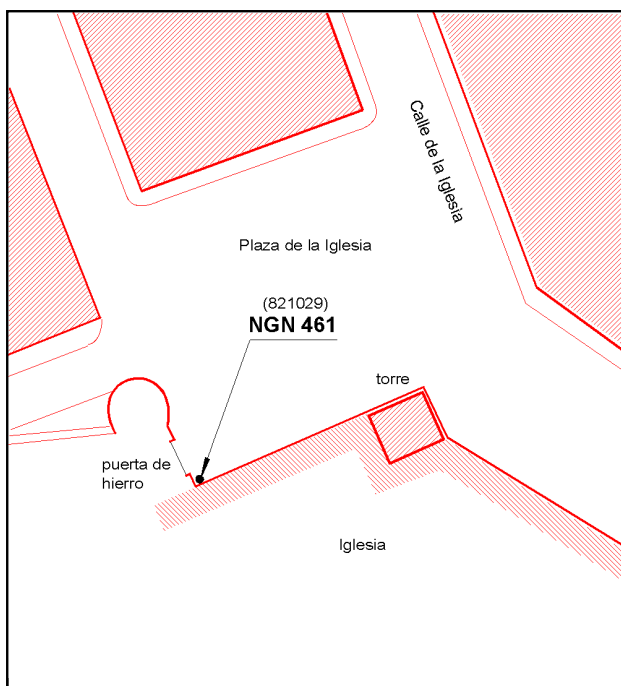 Calle de la Iglesia
Plaza de la Iglesia
(821029)
NGN 461
torre
puerta de
hierro
Iglesia